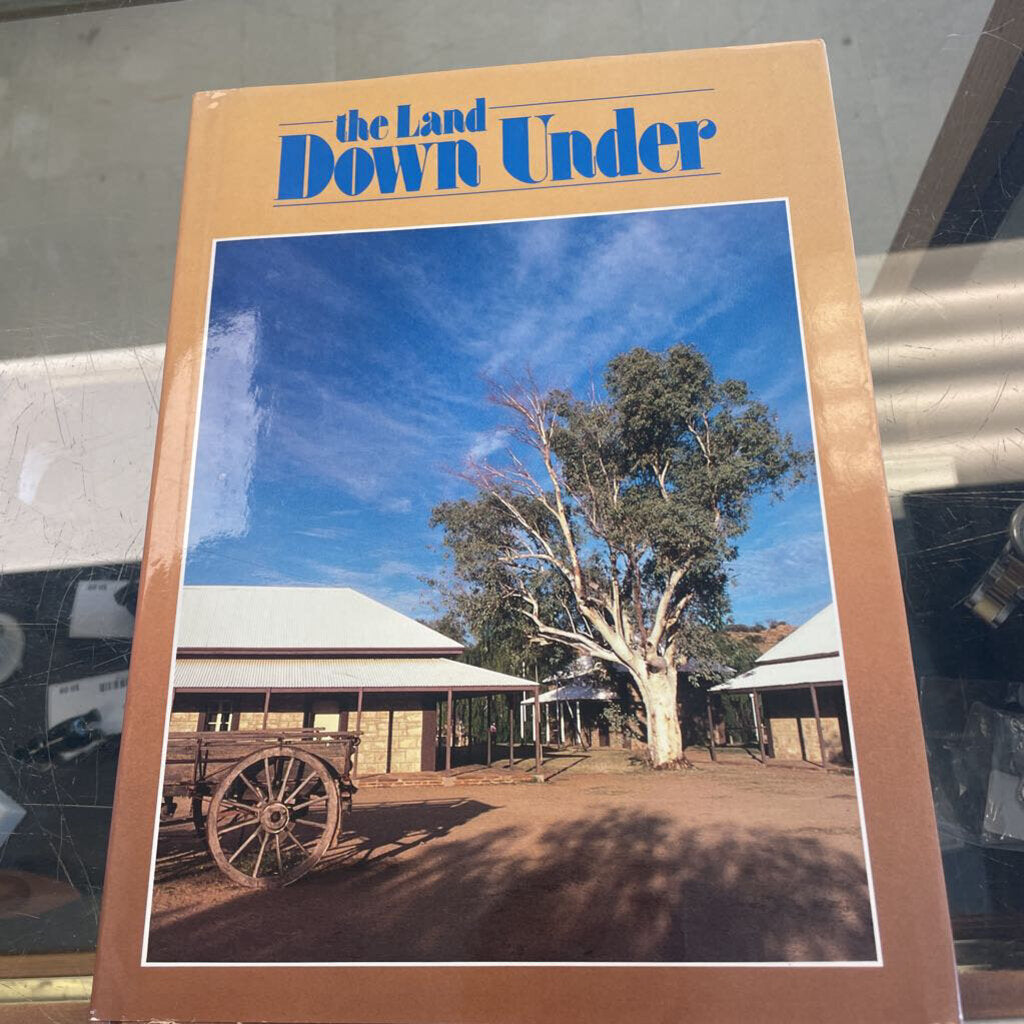 the Land
Down Under